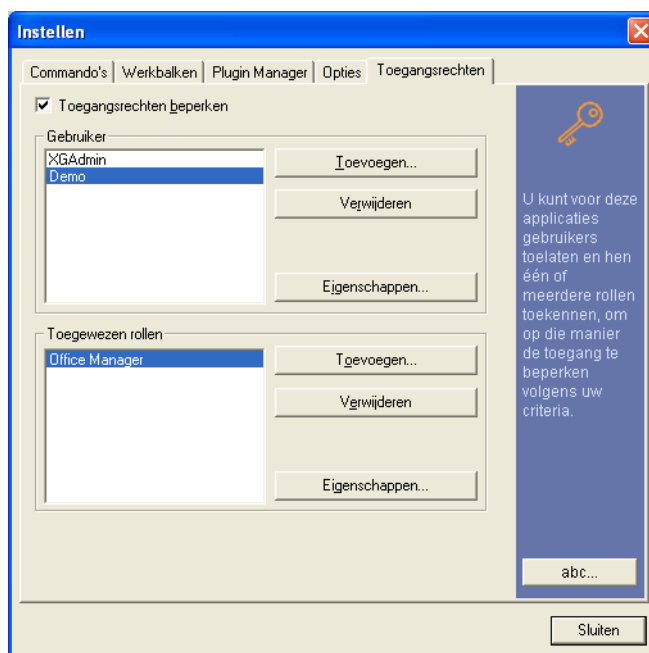 Instellen
Commando's
Werkbalken
Plugin Manager
Opties
Toegangsrechten
Toegangsrechten beperken
Gebruiker
XGAdmin
Demo
Toevoegen...
Verwijderen
Eigenschappen...
Toegewezen rollen
Office Manager
Toevoegen...
Verwijderen
Eigenschappen...
U kunt voor deze
applicaties
gebruikers
toelaten en hen
één of
meerdere rollen
toekennen, om
op die manier
de toegang te
beperken
volgens uw
criteria.
abc...
Sluiten